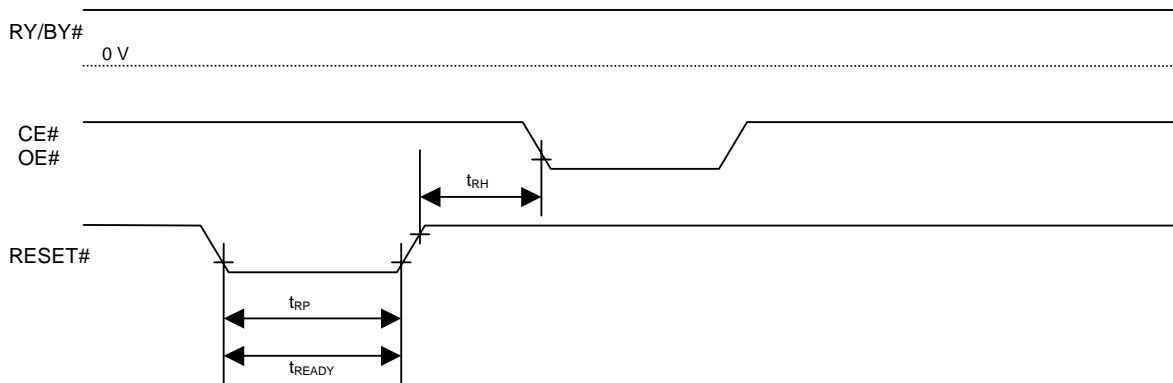 RY/BY#
0 V
CE#
OE#
tRH
RESET#
tRP
tREADY